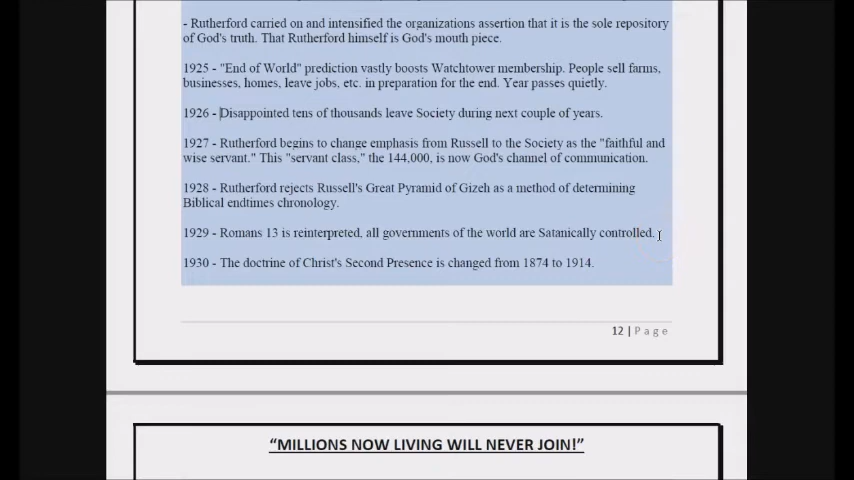 - Rutherford carried on and intensified the organizations assertion that it is the sole repository
of God's truth. That Rutherford himself is God's mouth piece.
1925 - "End of World" prediction vastly boosts Watchtower membership. People sell farms,
businesses, homes, leave jobs, etc. in preparation for the end. Year passes quietly.
1926 - Disappointed tens of thousands leave Society during next couple of years.
1927 - Rutherford begins to change emphasis from Russell to the Society as the "faithful and
wise servant." This "servant class," the 144,000, is now God's channel of communication.
1928 - Rutherford rejects Russell's Great Pyramid of Gizeh as a method of determining
Biblical endtimes chronology.
1929 - Romans 13 is reinterpreted, all governments of the world are Satanically controlled.
1930 - The doctrine of Christ's Second Presence is changed from 1874 to 1914.
12 | Page
“MILLIONS NOW LIVING WILL NEVER JOIN!”